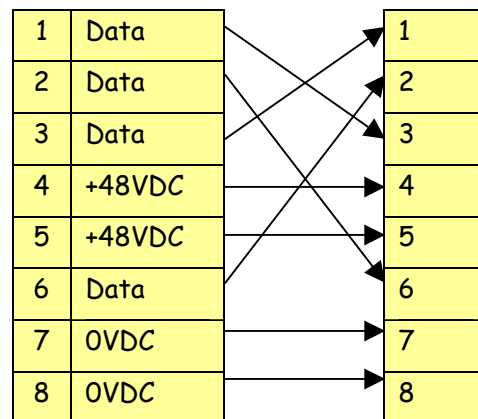 1 Data 1
2 Data 2
3 Data 3
4 +48VDC 4
5 +48VDC 5
6 Data 6
7 0VDC 7
8 0VDC 8